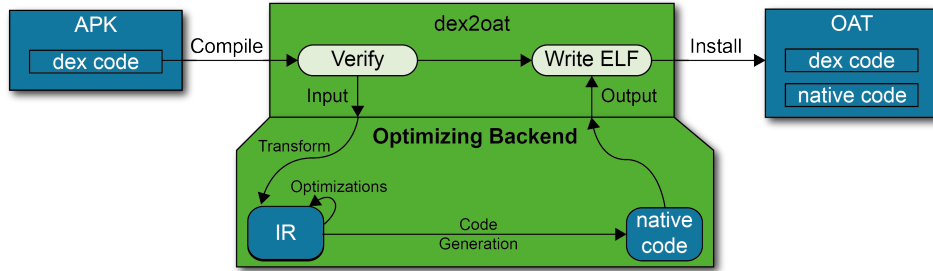 APK
dex code
Compile
dex2oat
Verify
Write ELF
Install
OAT
dex code
native code
Input
Output
Optimizing Backend
Transform
Optimizations
IR
Code
Generation
native
code